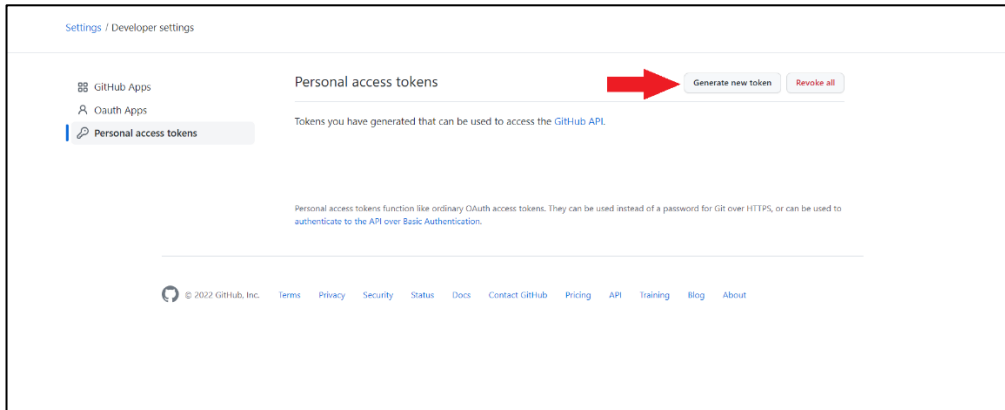 Settings / Developer settings
GitHub Apps
Oauth Apps
Personal access tokens
Personal access tokens
Generate new token
Revoke all
Tokens you have generated that can be used to access the GitHub API.
Personal access tokens function like ordinary OAuth access tokens. They can be used instead of a password for Git over HTTPS, or can be used to
authenticate to the API over Basic Authentication.
© 2022 GitHub, Inc. Terms Privacy Security Status Docs Contact GitHub Pricing API Training Blog About